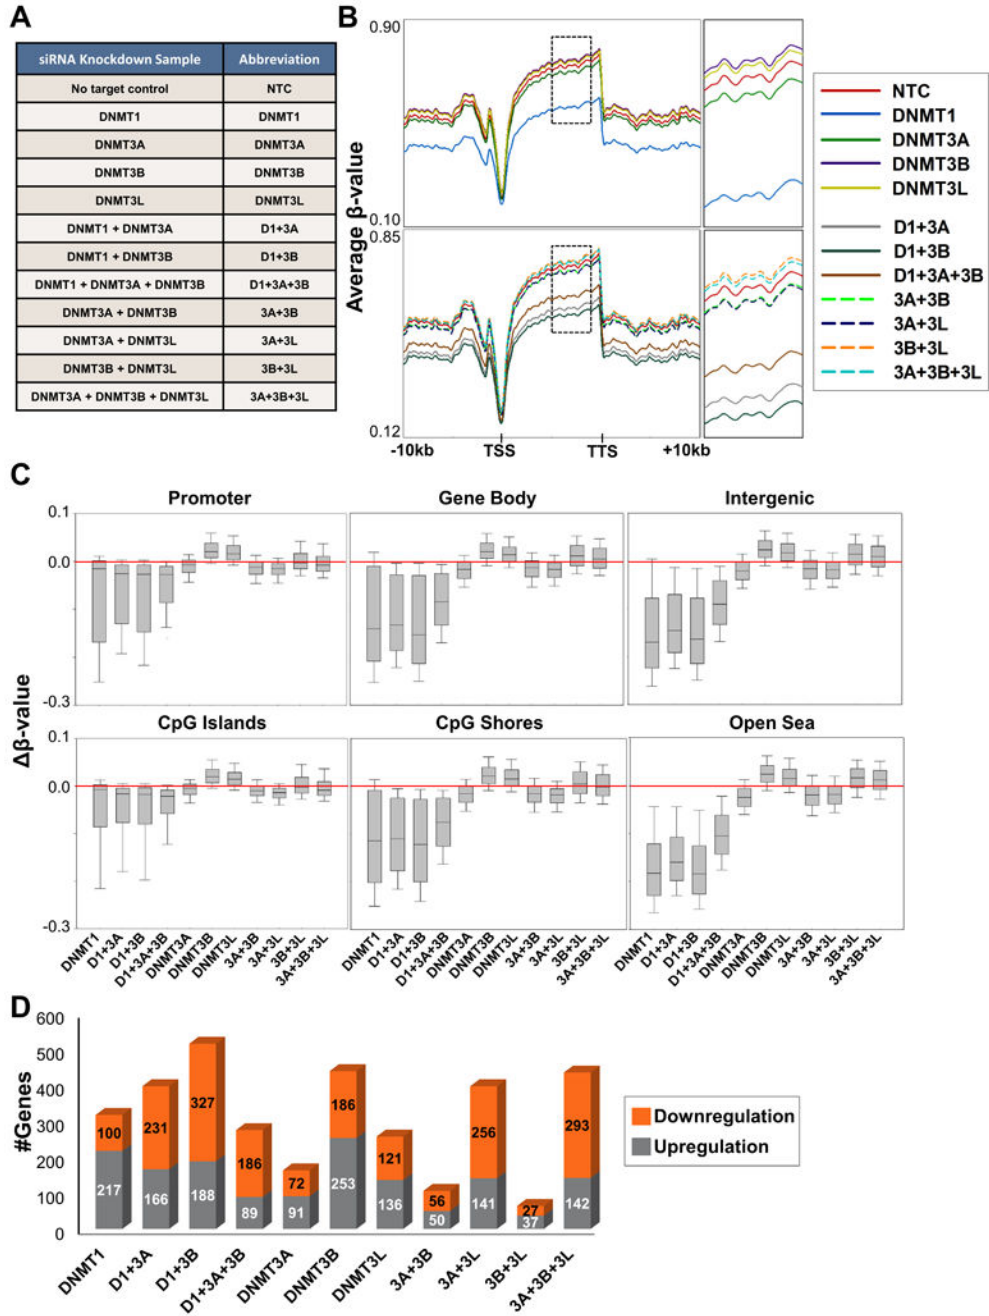 A
siRNA Knockdown Sample Abbreviation
No target control NTC
DNMT1 DNMT1
DNMT3A DNMT3A
DNMT3B DNMT3B
DNMT3L DNMT3L
DNMT1 + DNMT3A D1+3A
DNMT1 + DNMT3B D1+3B
DNMT1 + DNMT3A + DNMT3B D1+3A+3B
DNMT3A + DNMT3B 3A+3B
DNMT3A + DNMT3L 3A+3L
DNMT3B + DNMT3L 3B+3L
DNMT3A + DNMT3B + DNMT3L 3A+3B+3L
B
Average β-value
0.90
0.10
0.85
0.12
-10kb TSS TTS +10kb
NTC
DNMT1
DNMT3A
DNMT3B
DNMT3L
D1+3A
D1+3B
D1+3A+3B
3A+3B
3A+3L
3B+3L
3A+3B+3L
C
Δβ-value
Promoter Gene Body Intergenic
0.1
0.0
-0.3
CpG Islands CpG Shores Open Sea
0.1
0.0
-0.3
DNMT1 D1+3A D1+3B D1+3A+3B DNMT3A DNMT3B DNMT3L 3A+3B 3A+3L 3B+3L 3A+3B+3L
DNMT1 D1+3A D1+3B D1+3A+3B DNMT3A DNMT3B DNMT3L 3A+3B 3A+3L 3B+3L 3A+3B+3L
DNMT1 D1+3A D1+3B D1+3A+3B DNMT3A DNMT3B DNMT3L 3A+3B 3A+3L 3B+3L 3A+3B+3L
D
#Genes
600
500
400
300
200
100
0
100 231 327 186 72 186 121 56 256 27 293
217 166 188 89 91 253 136 50 141 37 142
DNMT1 D1+3A D1+3B D1+3A+3B DNMT3A DNMT3B DNMT3L 3A+3B 3A+3L 3B+3L 3A+3B+3L
Downregulation
Upregulation